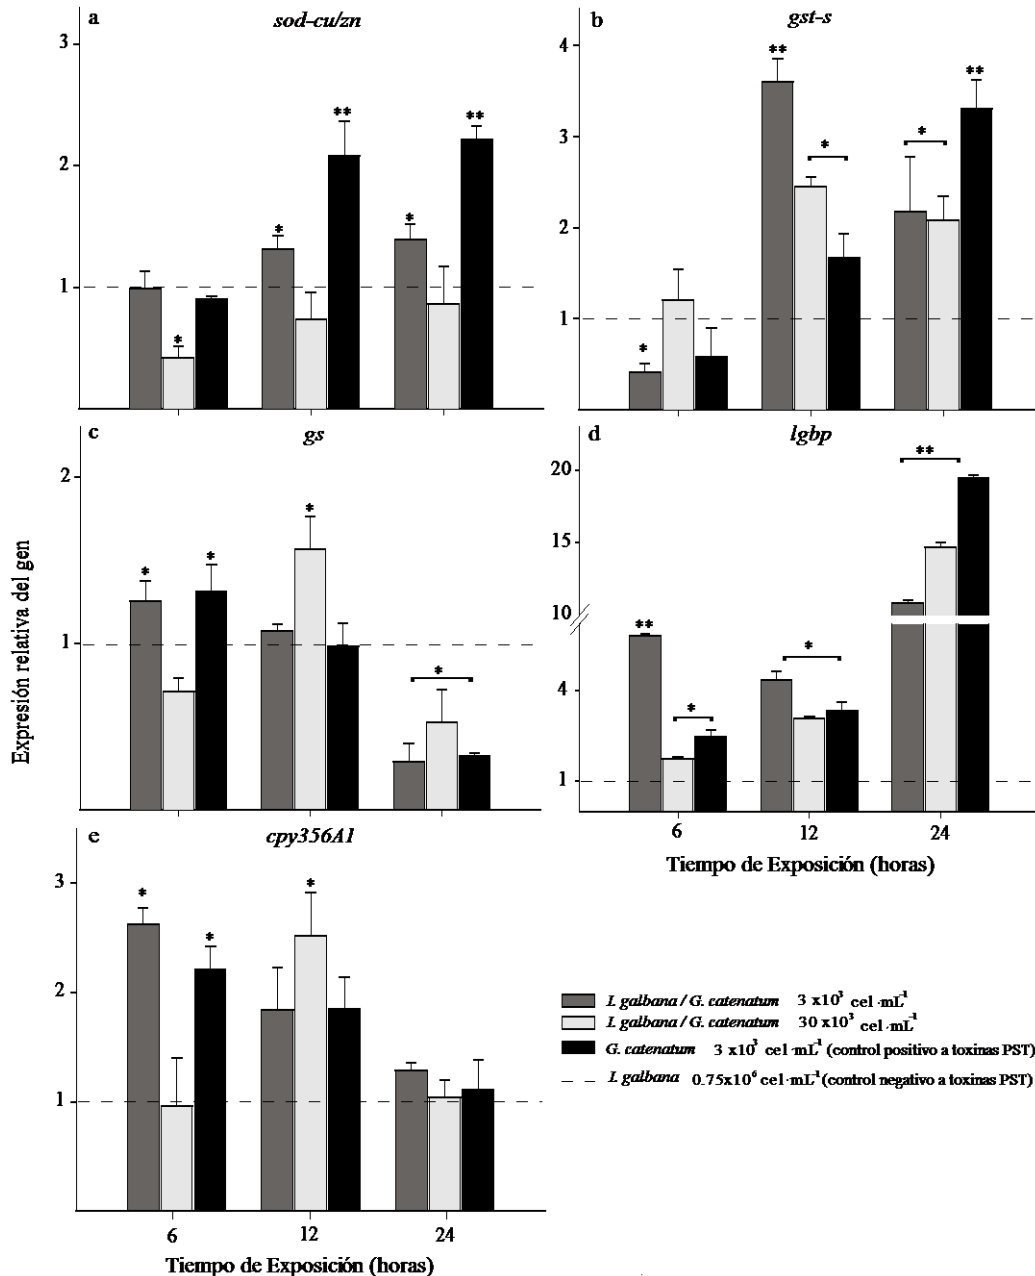 a
sod-cu/zn
3
2
1
*
*
**
*
**
b
gst-s
4
3
2
1
*
**
*
*
**
Expresión relativa del gen
c
gs
2
1
*
*
*
*
d
lgbp
20
15
10
4
1
**
*
*
**
6
12
24
Tiempo de Exposición (horas)
e
cpy356A1
3
2
1
*
*
*
6
12
24
Tiempo de Exposición (horas)
I. galbana / G. catenatum 3 x10³ cel·mL⁻¹
I. galbana / G. catenatum 30 x10³ cel·mL⁻¹
G. catenatum 3 x10³ cel·mL⁻¹ (control positivo a toxinas PST)
I. galbana 0.75x10⁶ cel·mL⁻¹ (control negativo a toxinas PST)